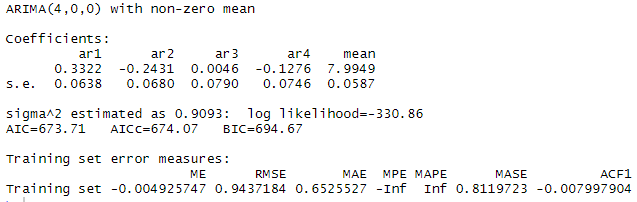 ARIMA(4,0,0) with non-zero mean
Coefficients:
ar1 ar2 ar3 ar4 mean
0.3322 -0.2431 0.0046 -0.1276 7.9949
s.e. 0.0638 0.0680 0.0790 0.0746 0.0587
sigma^2 estimated as 0.9093: log likelihood=-330.86
AIC=673.71 AICc=674.07 BIC=694.67
Training set error measures:
ME RMSE MAE MPE MAPE MASE ACF1
Training set -0.004925747 0.9437184 0.6525527 -Inf Inf 0.8119723 -0.007997904